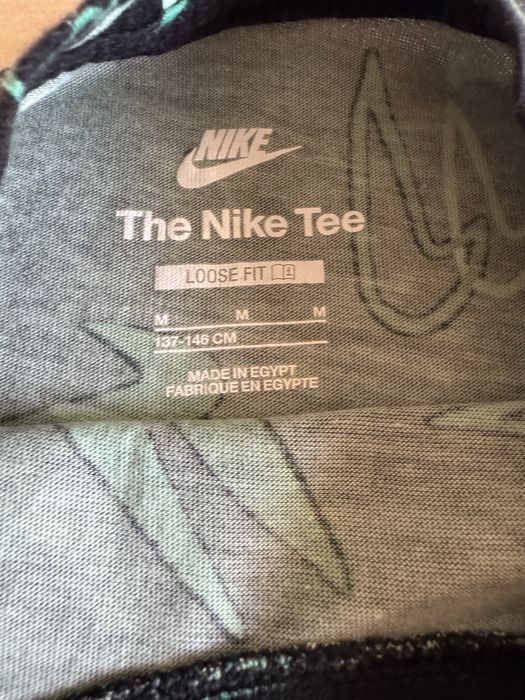 NIKE
The Nike Tee
LOOSE FIT
M M M
137-146 CM
MADE IN EGYPT
FABRIQUE EN EGYPTE